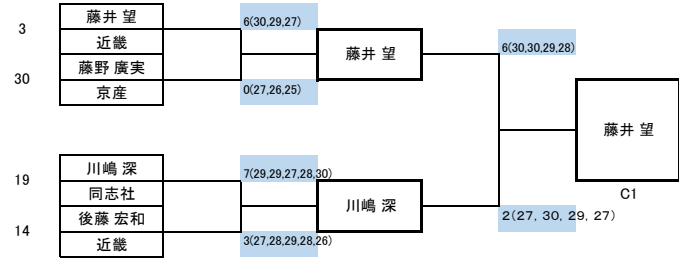 3
藤井 望
近畿
30
藤野 廣実
京産
6(30,29,27)
0(27,26,25)
藤井 望
6(30,30,29,28)
藤井 望
C1
19
川嶋 深
同志社
14
後藤 宏和
近畿
7(29,29,27,28,30)
3(27,28,29,28,26)
川嶋 深
2(27, 30, 29, 27)